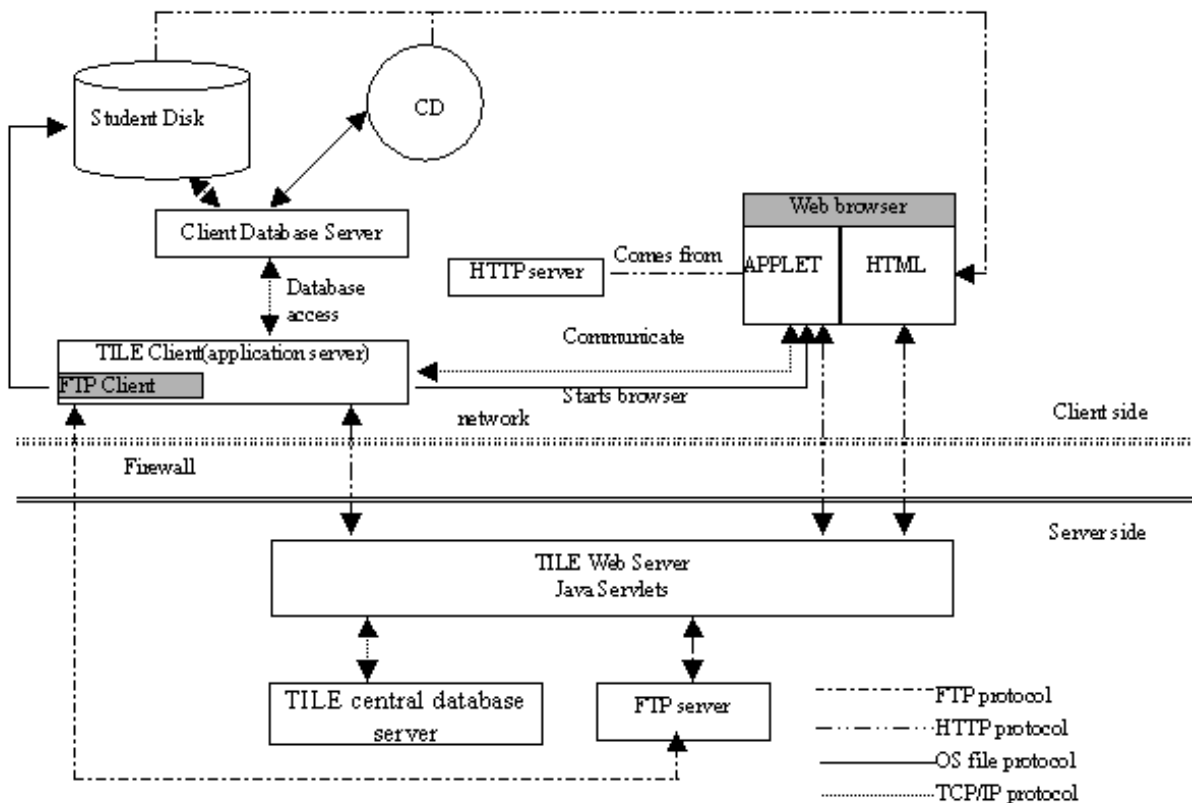 Student Disk
CD
Client Database Server
Web browser
APPLET
HTML
HTTP server
Comes from
Database
access
Communicate
TILE Client(application server)
FTP Client
Starts browser
network
Client side
Firewall
Server side
TILE Web Server
Java Servlets
TILE central database
server
FTP server
FTP protocol
HTTP protocol
OS file protocol
TCP/IP protocol